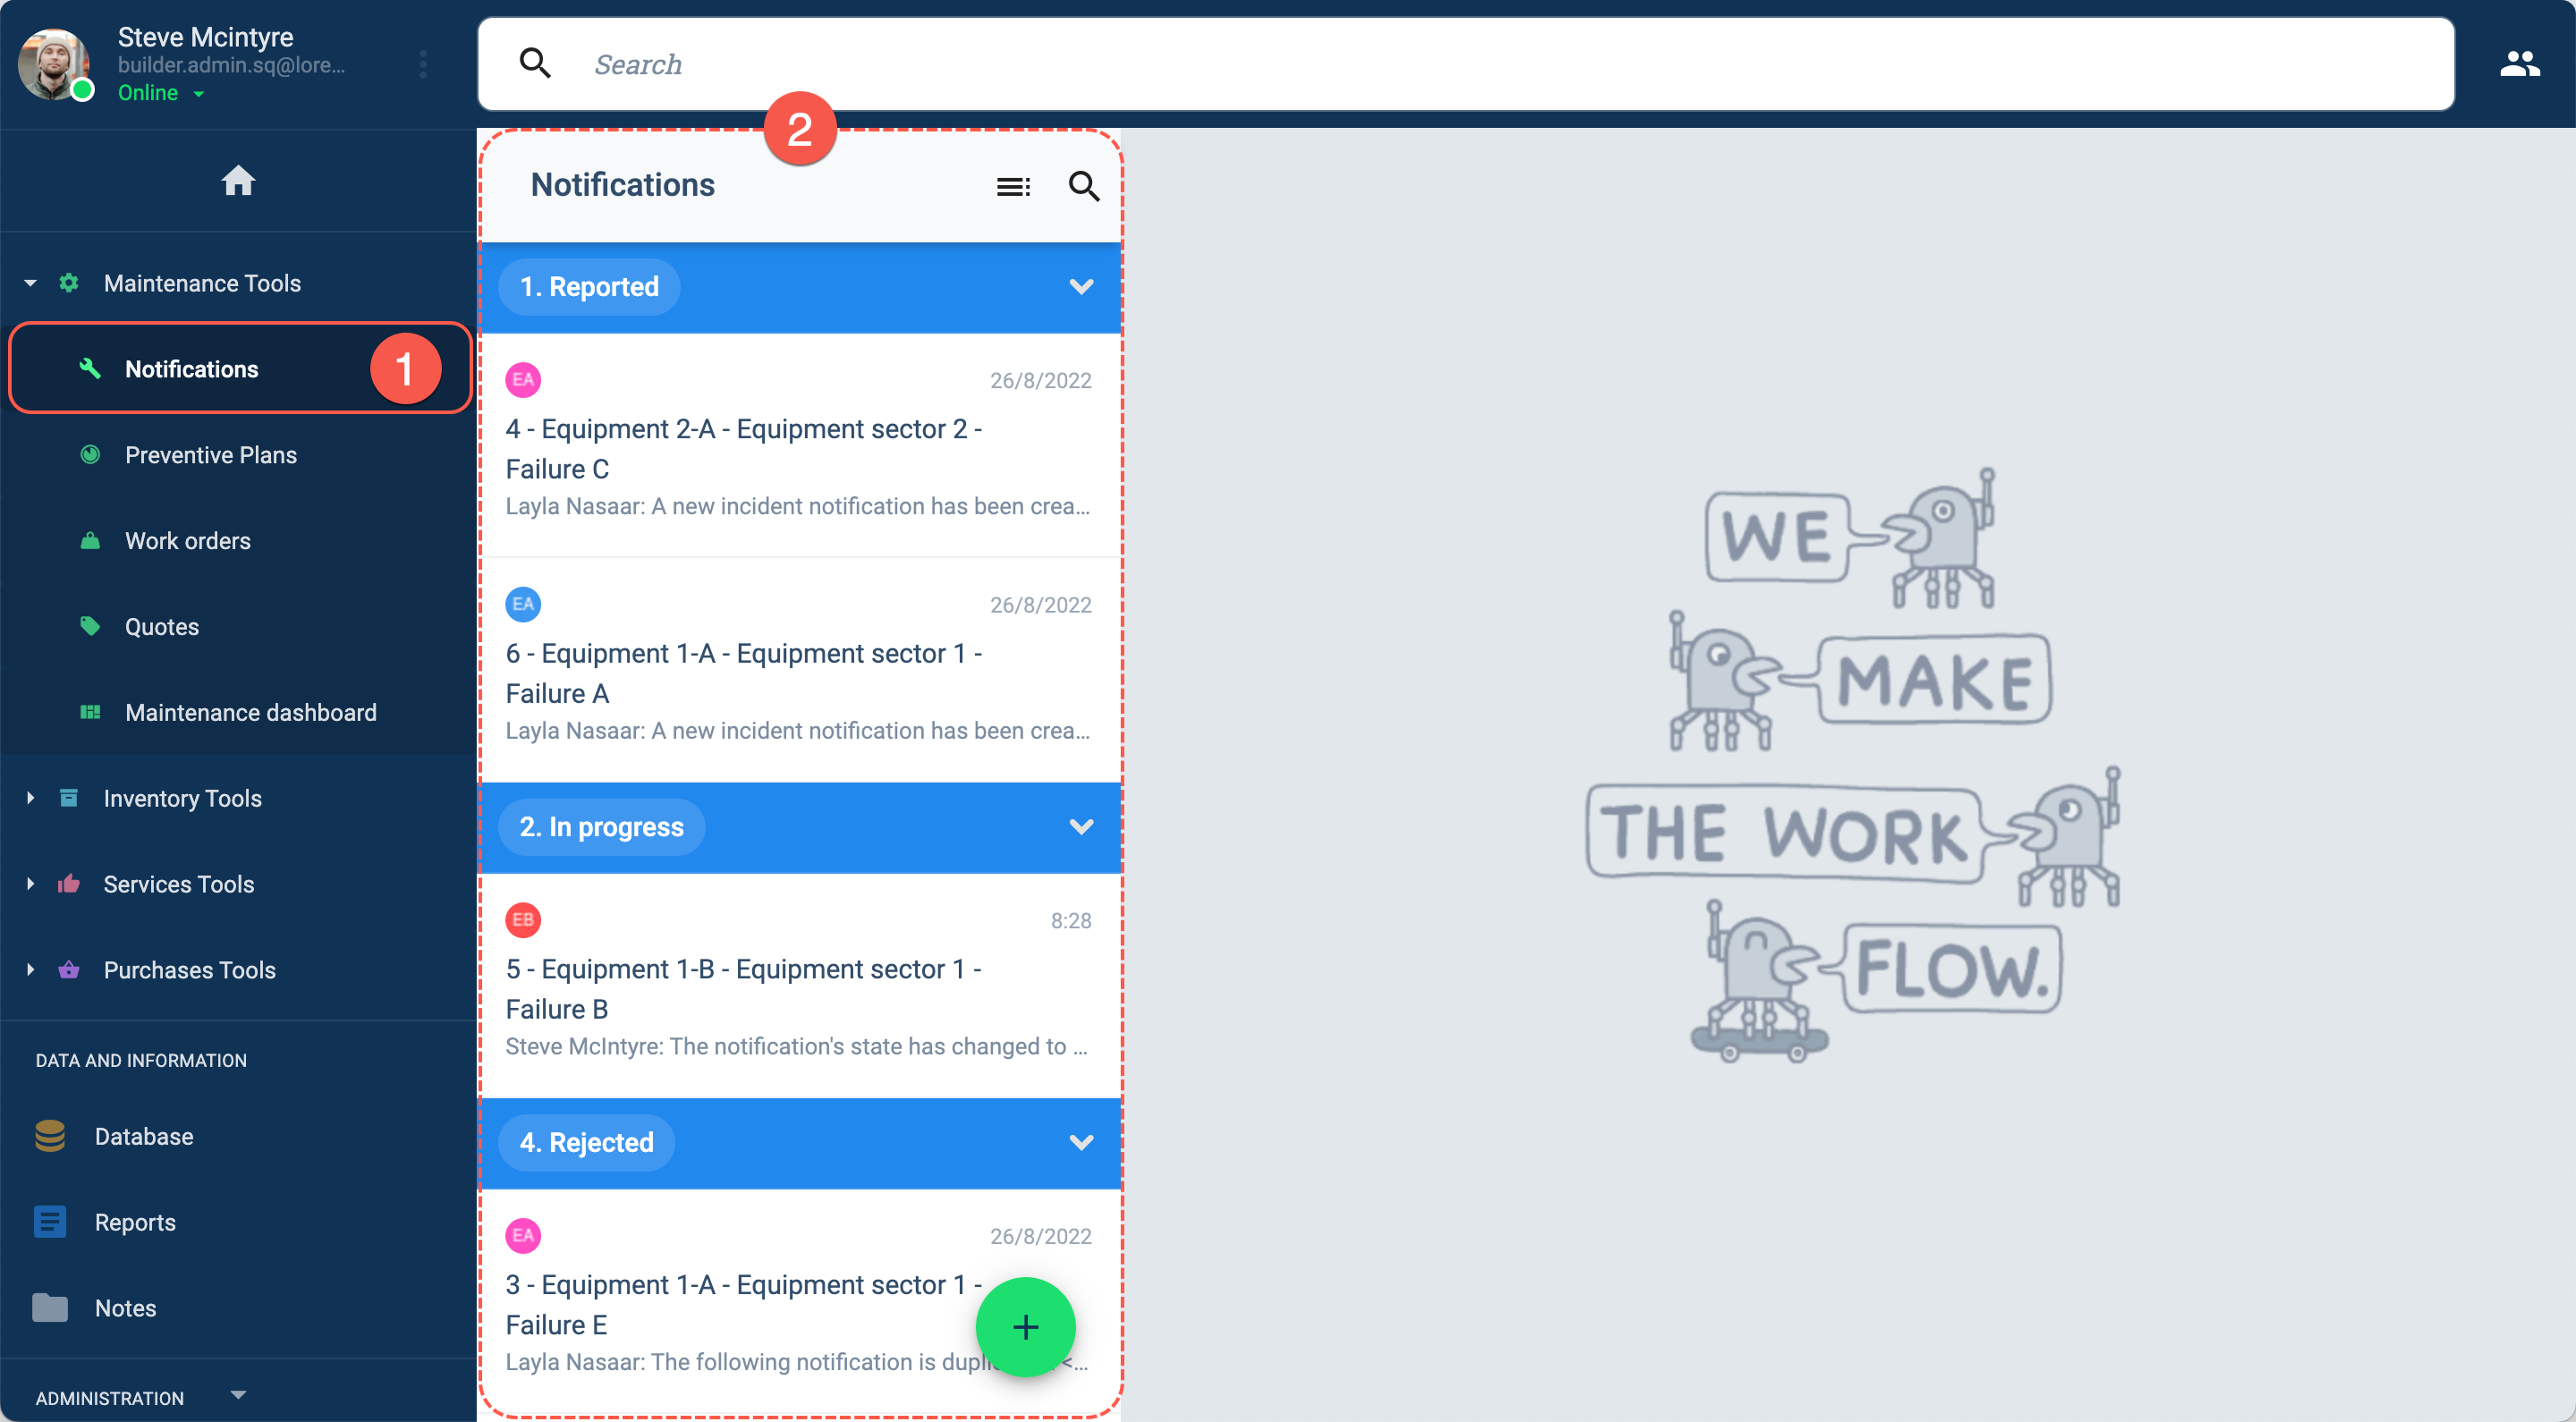 Steve Mcintyre
builder.admin.sq@lore...
Online
Search
Maintenance Tools
Notifications
1
Preventive Plans
Work orders
Quotes
Maintenance dashboard
Inventory Tools
Services Tools
Purchases Tools
DATA AND INFORMATION
Database
Reports
Notes
ADMINISTRATION
2
Notifications
1. Reported
EA
26/8/2022
4 - Equipment 2-A - Equipment sector 2 -
Failure C
Layla Nasaar: A new incident notification has been crea...
EA
26/8/2022
6 - Equipment 1-A - Equipment sector 1 -
Failure A
Layla Nasaar: A new incident notification has been crea...
2. In progress
EB
8:28
5 - Equipment 1-B - Equipment sector 1 -
Failure B
Steve McIntyre: The notification's state has changed to ...
4. Rejected
EA
26/8/2022
3 - Equipment 1-A - Equipment sector 1 -
Failure E
Layla Nasaar: The following notification is <...
WE
MAKE
THE WORK
FLOW.